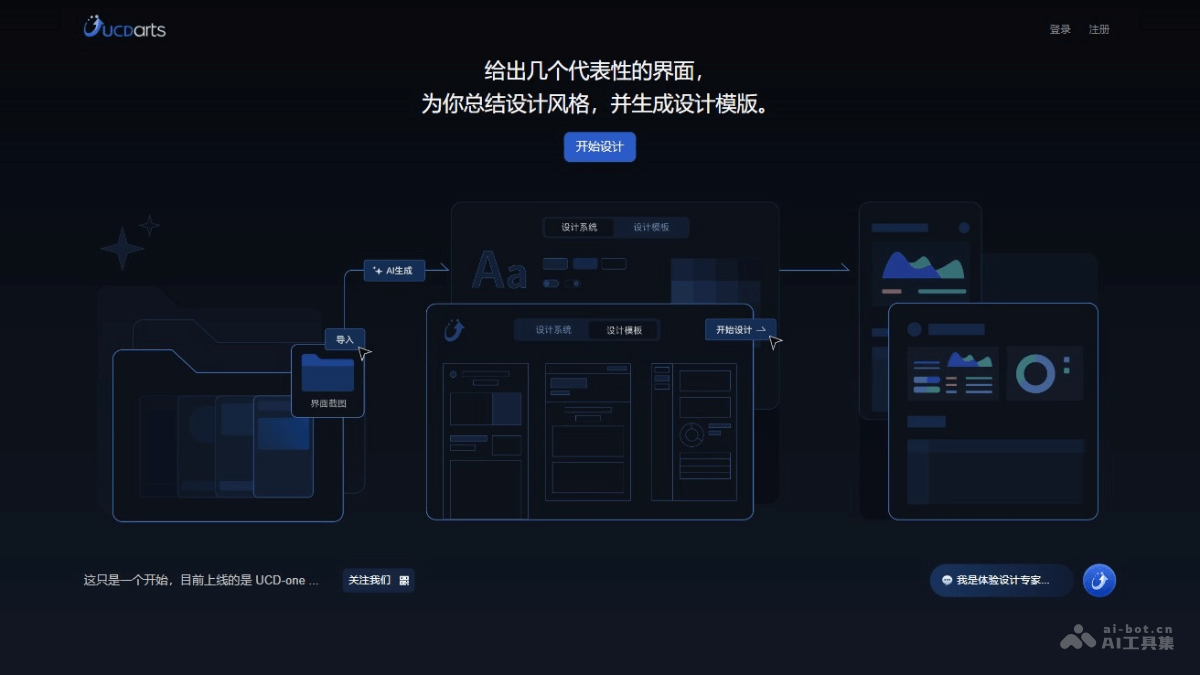 UCDarts
登录 注册
给出几个代表性的界面，
为你总结设计风格，并生成设计模版。
开始设计
设计系统 设计模板
AI生成
Aa
设计系统 设计模板
开始设计
导入
界面截图
这只是一个开始，目前上线的是 UCD-one ...
关注我们
我是体验设计专家...
ai-bot.cn
AI工具集